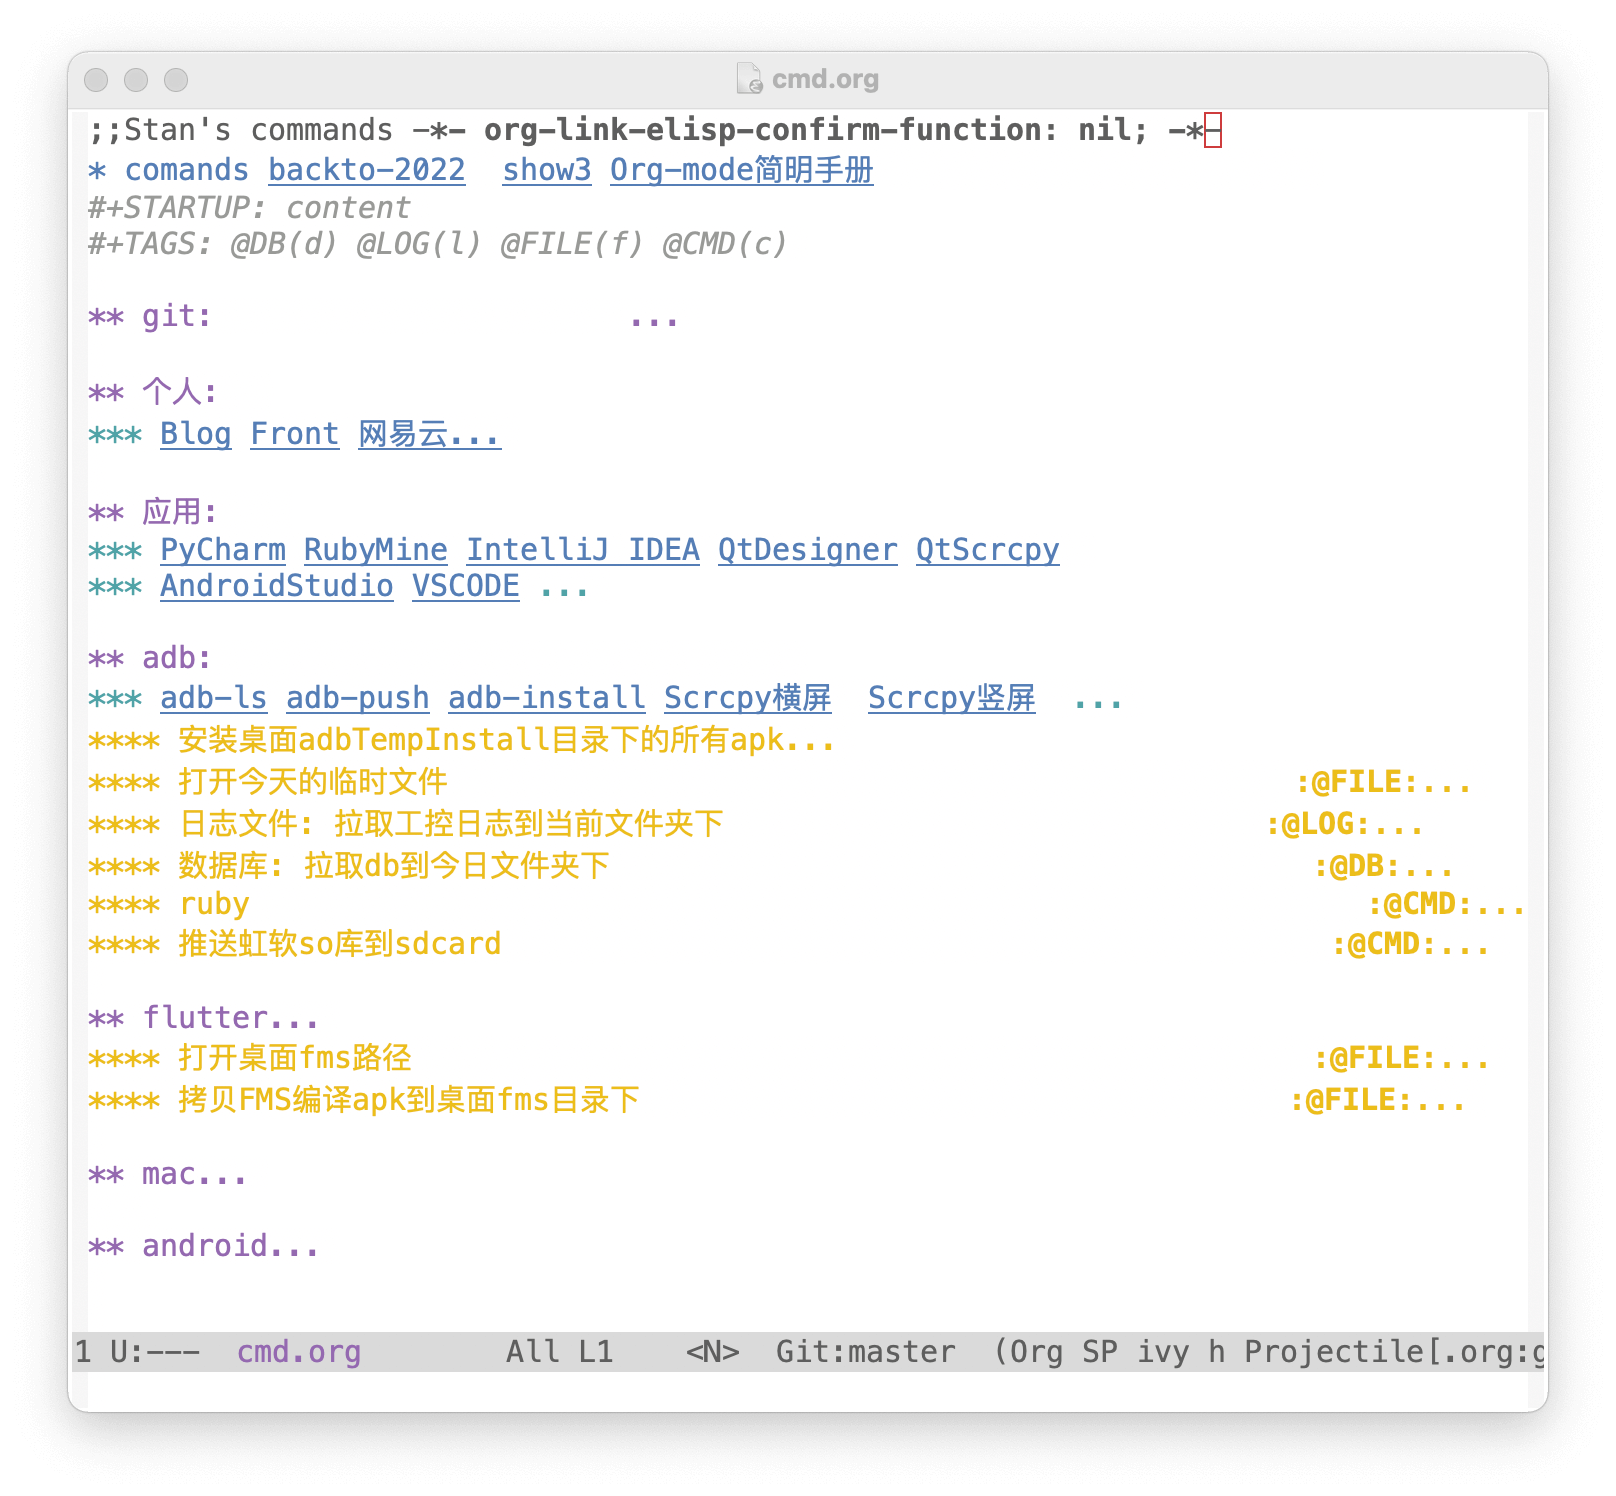 cmd.org
;;Stan's commands -*- org-link-elisp-confirm-function: nil; -*-
* comands backto-2022  show3 Org-mode简明手册
#+STARTUP: content
#+TAGS: @DB(d) @LOG(l) @FILE(f) @CMD(c)
** git: ...
** 个人:
*** Blog Front 网易云...
** 应用:
*** PyCharm RubyMine IntelliJ IDEA QtDesigner QtScrcpy
*** AndroidStudio VSCODE ...
** adb:
*** adb-ls adb-push adb-install Scrcpy横屏  Scrcpy竖屏  ...
**** 安装桌面adbTempInstall目录下的所有apk...
**** 打开今天的临时文件 :@FILE:...
**** 日志文件: 拉取工控日志到当前文件夹下 :@LOG:...
**** 数据库: 拉取db到今日文件夹下 :@DB:...
**** ruby :@CMD:...
**** 推送虹软so库到sdcard :@CMD:...
** flutter...
**** 打开桌面fms路径 :@FILE:...
**** 拷贝FMS编译apk到桌面fms目录下 :@FILE:...
** mac...
** android...
1 U:---  cmd.org        All L1    <N>  Git:master  (Org SP ivy h Projectile[.org:g